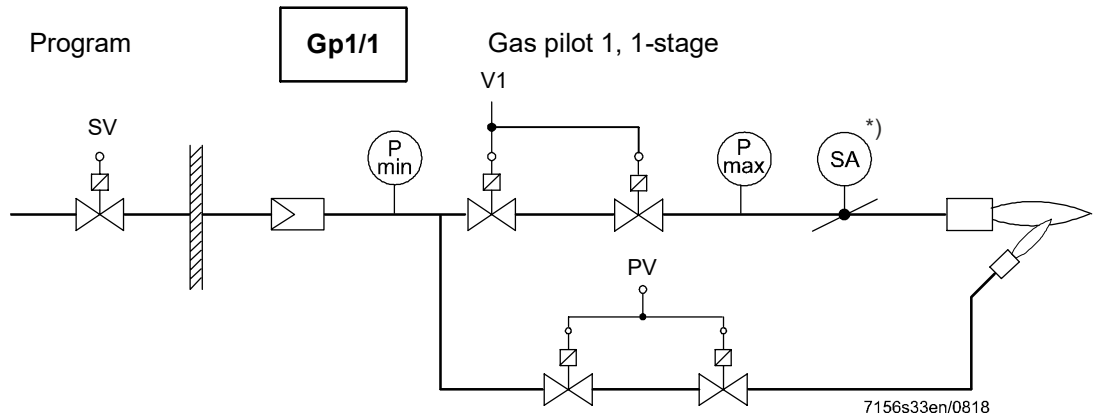 Program
Gp1/1
Gas pilot 1, 1-stage
V1
SV
P
min
P
max
SA
*)
PV
7156s33en/0818